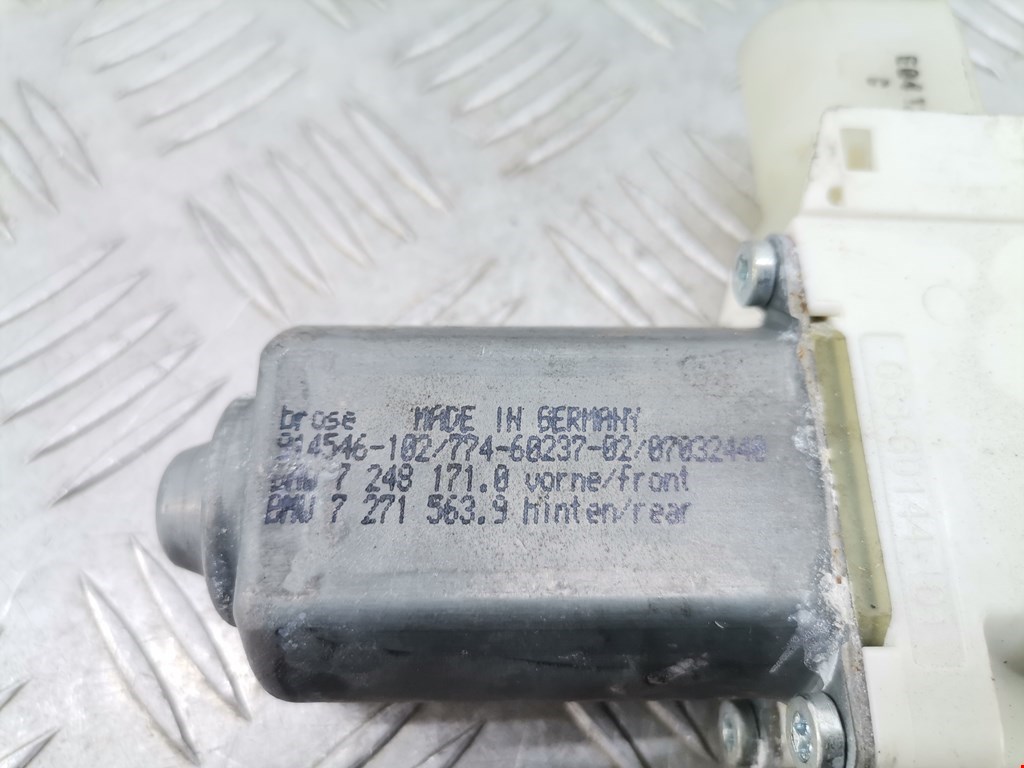 brose MADE IN GERMANY
914546-102/774-60237-02/07032440
BMW 7 248 171.0 vorne/front
BMW 7 271 563.9 hinten/rear